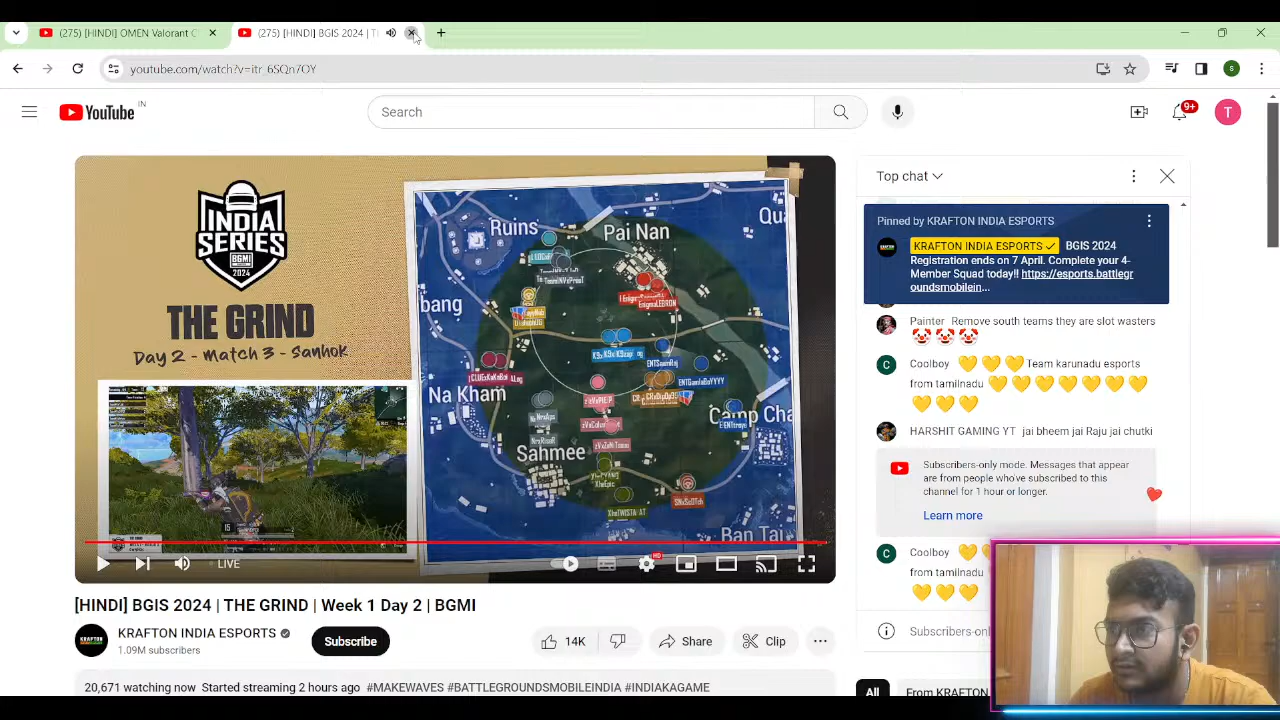 (275) [HINDI] OMEN Valorant C
(275) [HINDI] BGIS 2024 | T
youtube.com/watch?v=itr_6SQn7OY
S
YouTube IN
Search
9+
T
INDIA
SERIES
BGMI
2024
THE GRIND
Day 2 - Match 3 - Sanhok
Ruins
Pai Nan
Qua
bang
Na Kham
Camp Cha
Sahmee
Ban Tai
LIVE
HD
Top chat
Pinned by KRAFTON INDIA ESPORTS
KRAFTON INDIA ESPORTS BGIS 2024
Registration ends on 7 April. Complete your 4-
Member Squad today!! https://esports.battlegr
oundsmobilein...
Painter Remove south teams they are slot wasters
🤡🤡🤡
C
Coolboy 💛💛💛Team karunadu esports
from tamilnadu 💛💛💛💛💛💛💛
💛💛💛
HARSHIT GAMING YT jai bheem jai Raju jai chutki
Subscribers-only mode. Messages that appear
are from people who've subscribed to this
channel for 1 hour or longer.
Learn more
C
Coolboy 💛
from tamilnadu
💛💛💛
Subscribers-onl
[HINDI] BGIS 2024 | THE GRIND | Week 1 Day 2 | BGMI
KRAFTON INDIA ESPORTS
1.09M subscribers
Subscribe
14K
Share
Clip
20,671 watching now Started streaming 2 hours ago #MAKEWAVES #BATTLEGROUNDSMOBILEINDIA #INDIAKAGAME
All
From KRAFTON